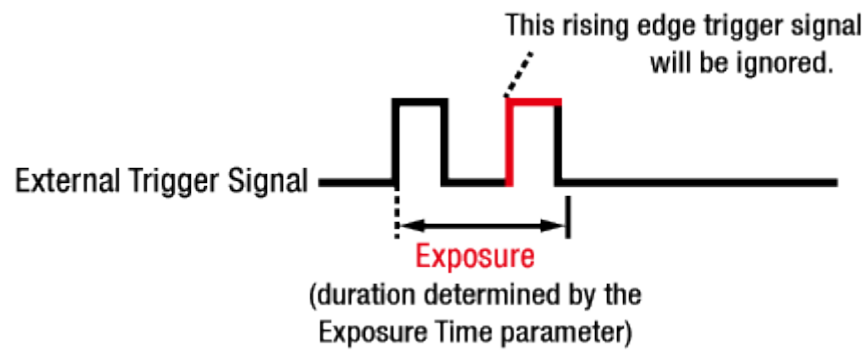 This rising edge trigger signal
will be ignored.
External Trigger Signal
Exposure
(duration determined by the
Exposure Time parameter)